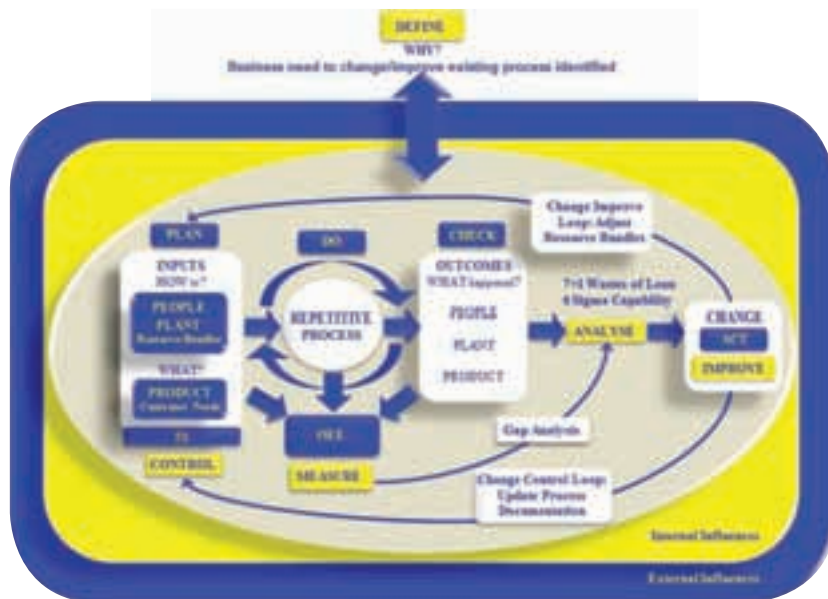 DEFINE
WHY?
Business need to change/improve existing process identified
Change Improve
Loop: Adjust
Resource Bundles
PLAN
DO
CHECK
INPUTS
HOW to?
PEOPLE
PLANT
Resource Bundles
WHAT?
PRODUCT
Customer Needs
CONTROL
REPETITIVE
PROCESS
OEE
MEASURE
OUTCOMES
WHAT happened?
PEOPLE
PLANT
PRODUCT
7+1 Wastes of Lean
6 Sigma Capability
ANALYSE
CHANGE
ACT
IMPROVE
Gap Analysis
Change Control Loop:
Update Process
Documentation
Internal Influences
External Influences